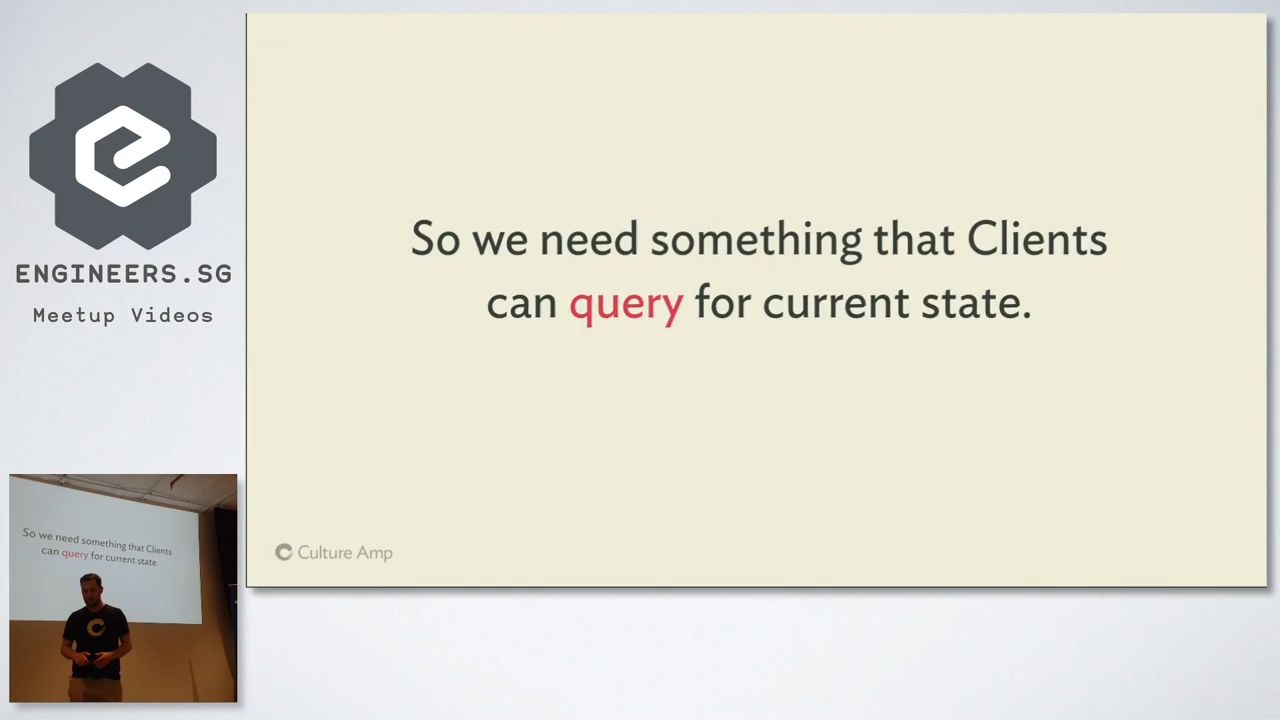 ENGINEERS.SG
Meetup Videos
So we need something that Clients
can query for current state.
Culture Amp
So we need something that Clients
can query for current state.